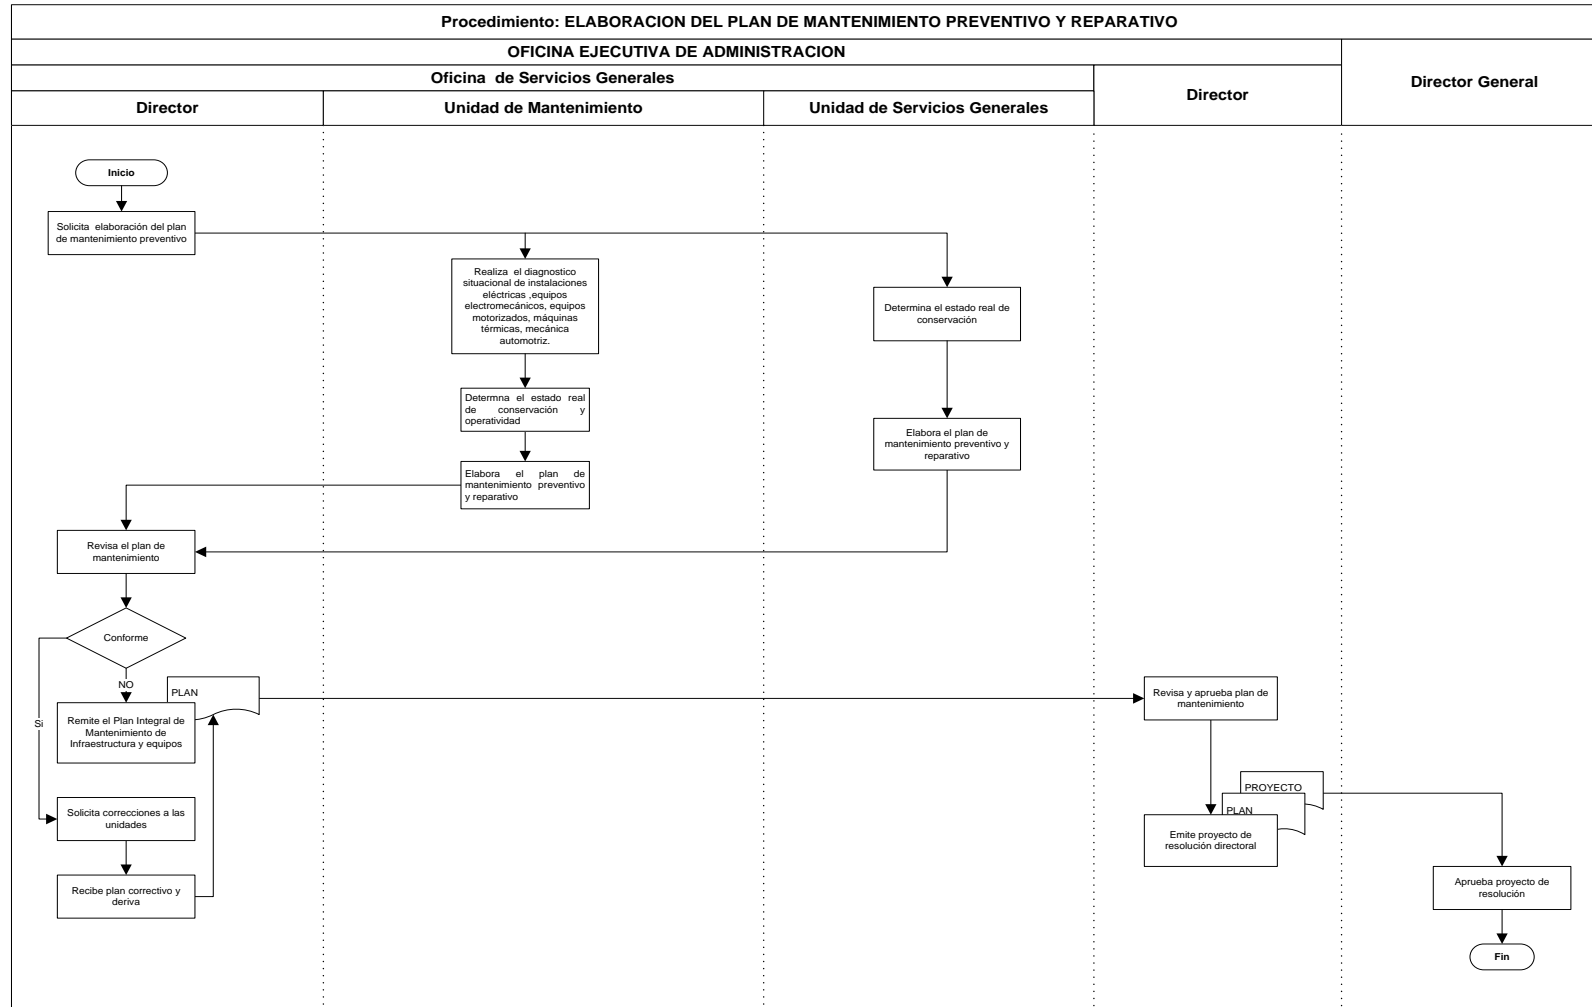 Procedimiento: ELABORACION DEL PLAN DE MANTENIMIENTO PREVENTIVO Y REPARATIVO
OFICINA EJECUTIVA DE ADMINISTRACION
Director General
Oficina de Servicios Generales
Director
Director
Unidad de Mantenimiento
Unidad de Servicios Generales
Inicio
Solicita elaboración del plan
de mantenimiento preventivo
Realiza el diagnostico
situacional de instalaciones
eléctricas ,equipos
electromecánicos, equipos
motorizados, máquinas
térmicas, mecánica
automotriz.
Determina el estado real de
conservación
Determna el estado real
de conservación y
operatividad
Elabora el plan de
mantenimiento preventivo y
reparativo
Elabora el plan de
mantenimiento preventivo
y reparativo
Revisa el plan de
mantenimiento
Conforme
NO
Si
PLAN
Remite el Plan Integral de
Mantenimiento de
Infraestructura y equipos
Revisa y aprueba plan de
mantenimiento
Solicita correcciones a las
unidades
PROYECTO
PLAN
Emite proyecto de
resolución directoral
Recibe plan correctivo y
deriva
Aprueba proyecto de
resolución
Fin